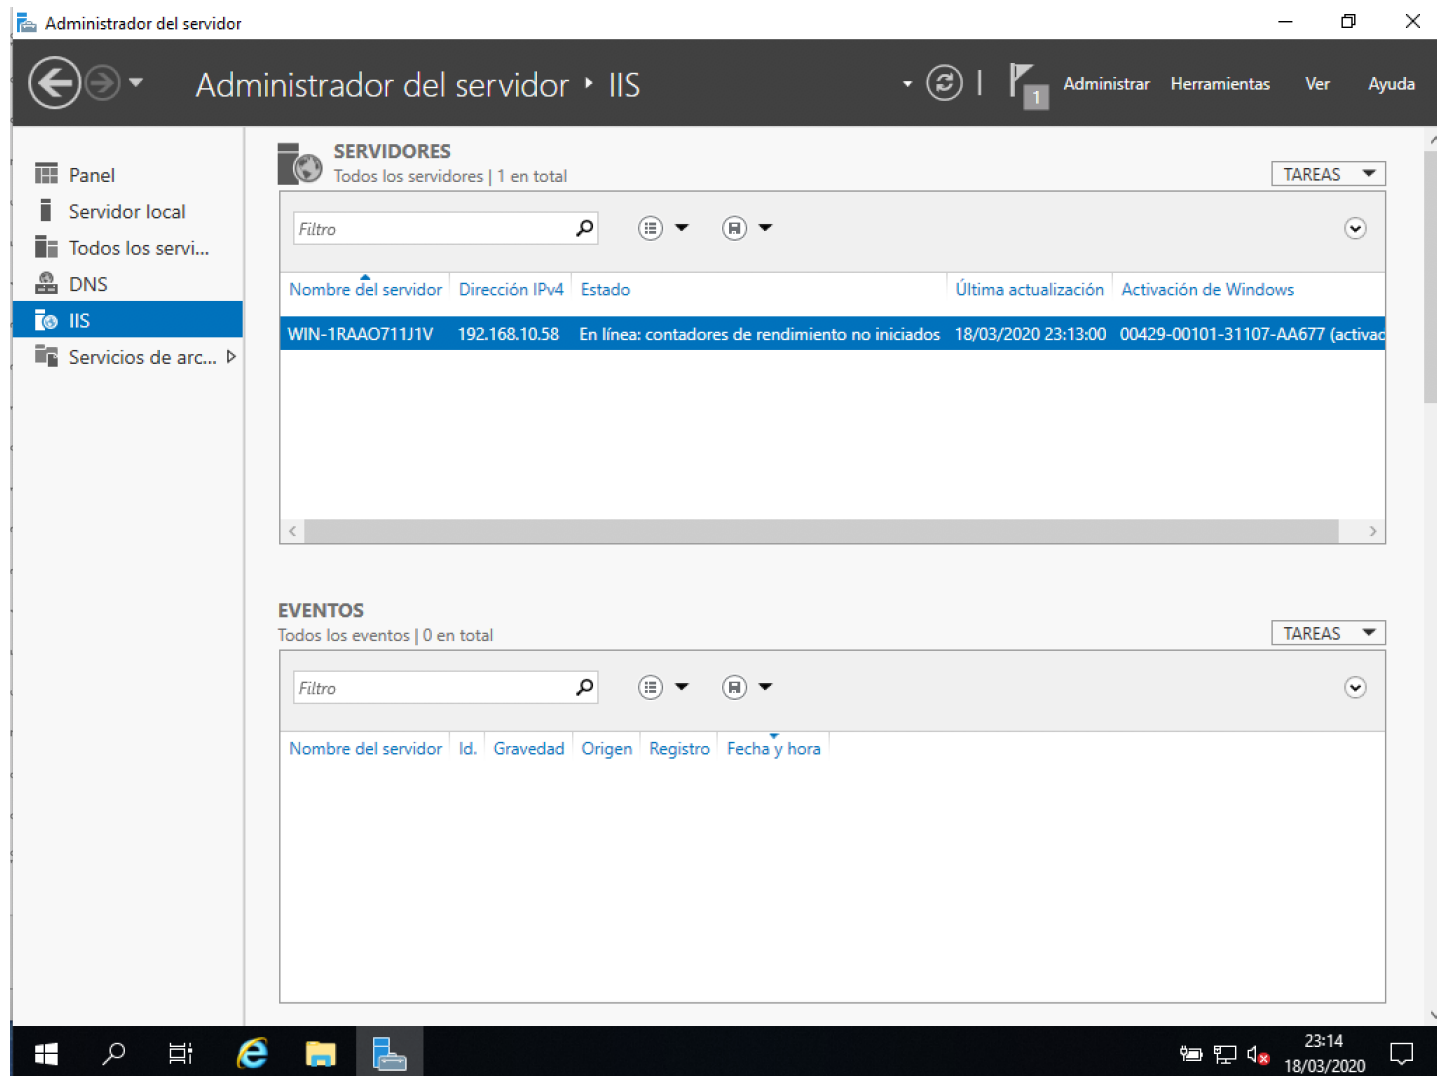 Administrador del servidor
Administrador del servidor ‣ IIS
1
Administrar Herramientas Ver Ayuda
Panel
Servidor local
Todos los servi...
DNS
IIS
Servicios de arc...
SERVIDORES
Todos los servidores | 1 en total
TAREAS
Filtro
Nombre del servidor Dirección IPv4 Estado Última actualización Activación de Windows
WIN-1RAAO711J1V 192.168.10.58 En línea: contadores de rendimiento no iniciados 18/03/2020 23:13:00 00429-00101-31107-AA677 (activad
EVENTOS
Todos los eventos | 0 en total
TAREAS
Filtro
Nombre del servidor Id. Gravedad Origen Registro Fecha y hora
23:14
18/03/2020